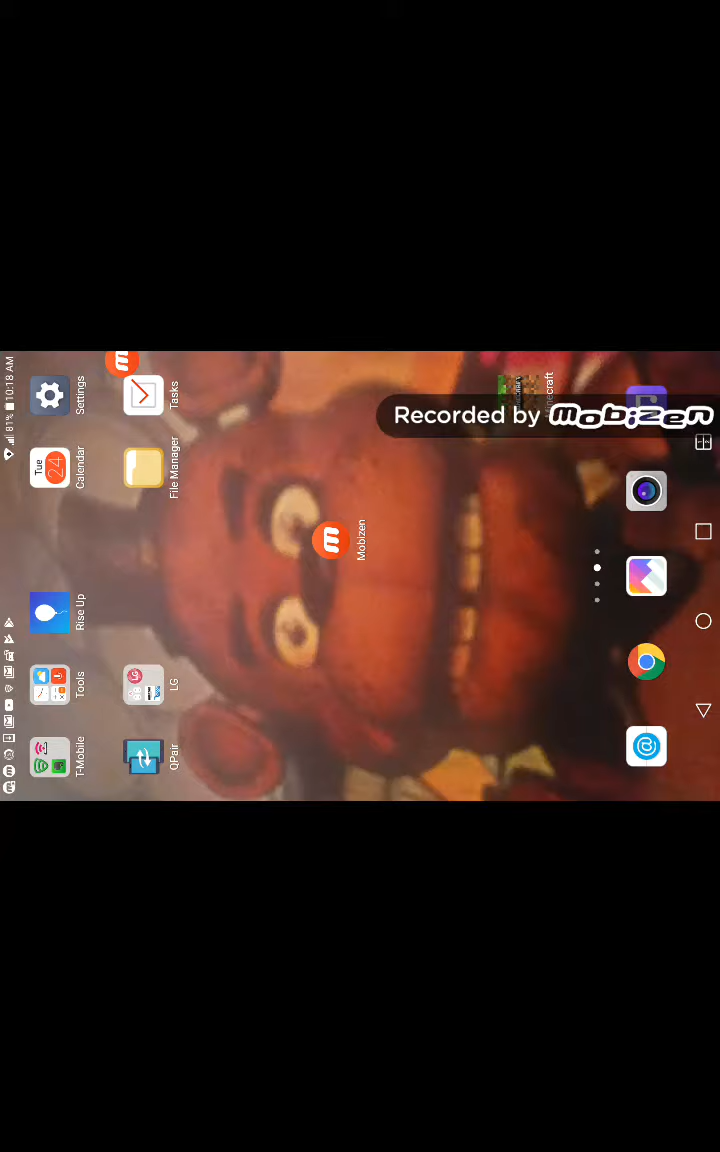 81% 10:18 AM
T-Mobile
Tools
Rise Up
Calendar
Settings
Tue
24
QPair
LG
File Manager
Tasks
Mobizen
Recorded by mobizen